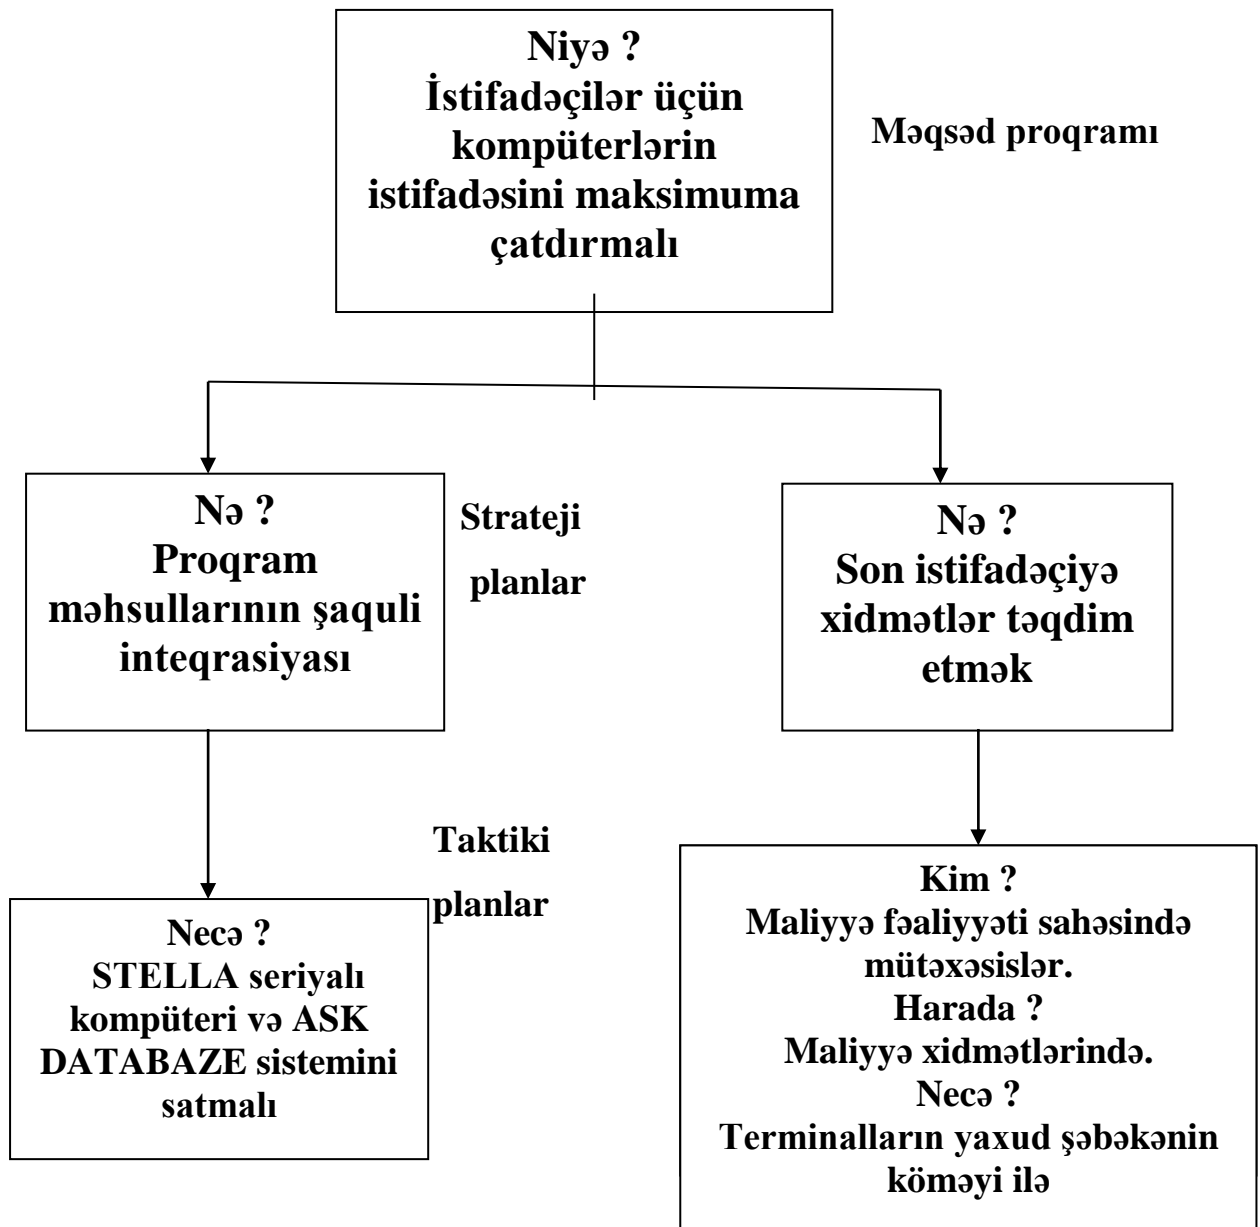 Niyə ?
İstifadəçilər üçün
kompüterlərin
istifadəsini maksimuma
çatdırmalı
Məqsəd proqramı
Nə ?
Proqram
məhsullarının şaquli
inteqrasiyası
Strateji
planlar
Nə ?
Son istifadəçiyə
xidmətlər təqdim
etmək
Taktiki
planlar
Necə ?
STELLA seriyalı
kompüteri və ASK
DATABAZE sistemini
satmalı
Kim ?
Maliyyə fəaliyyəti sahəsində
mütəxəsislər.
Harada ?
Maliyyə xidmətlərində.
Necə ?
Terminalların yaxud şəbəkənin
köməyi ilə